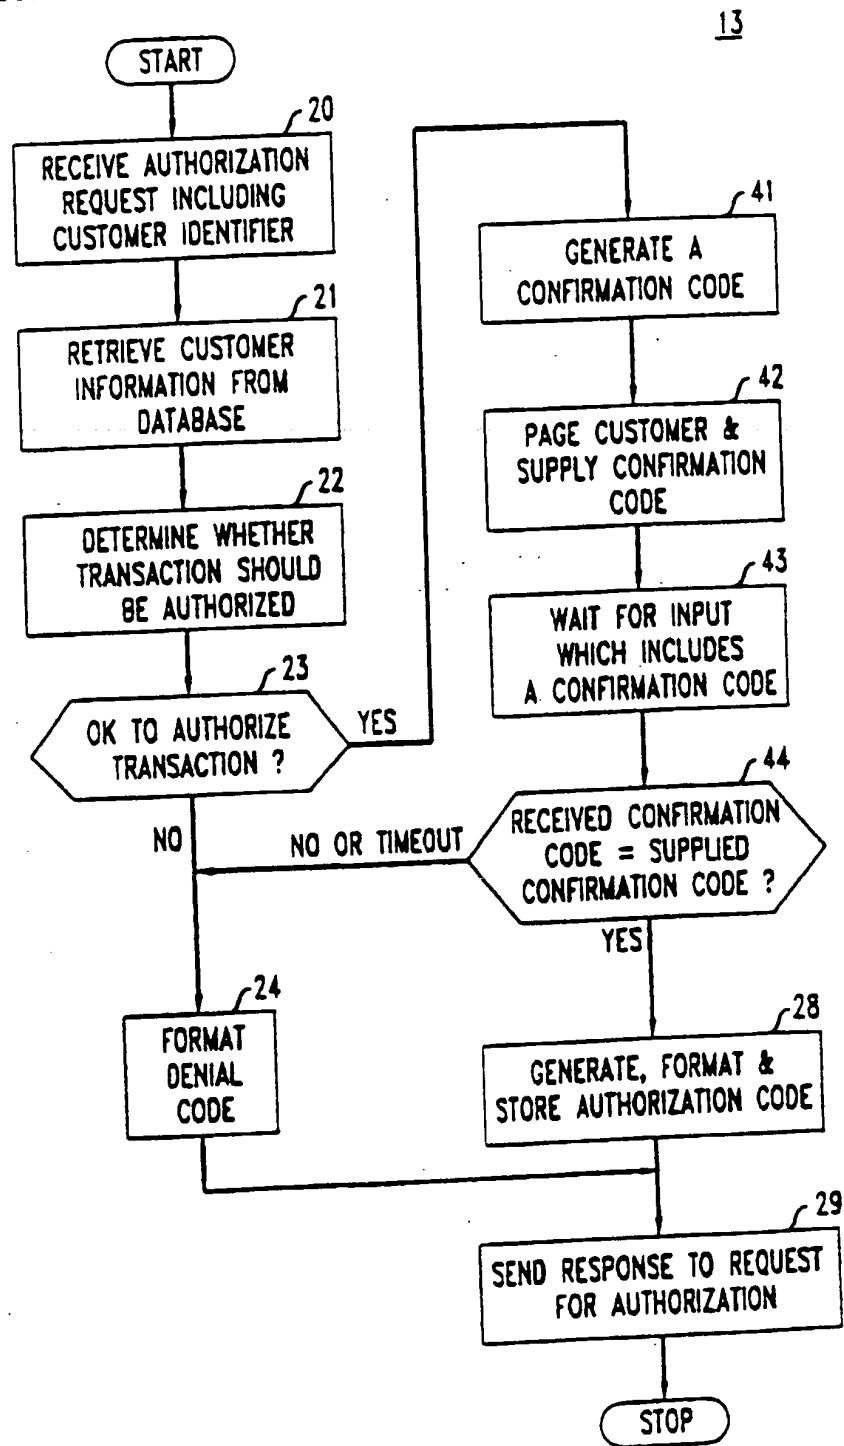 13
START
20
RECEIVE AUTHORIZATION
REQUEST INCLUDING
CUSTOMER IDENTIFIER
21
RETRIEVE CUSTOMER
INFORMATION FROM
DATABASE
22
DETERMINE WHETHER
TRANSACTION SHOULD
BE AUTHORIZED
23
OK TO AUTHORIZE
TRANSACTION ?
YES
NO
41
GENERATE A
CONFIRMATION CODE
42
PAGE CUSTOMER &
SUPPLY CONFIRMATION
CODE
43
WAIT FOR INPUT
WHICH INCLUDES
A CONFIRMATION CODE
44
RECEIVED CONFIRMATION
CODE = SUPPLIED
CONFIRMATION CODE ?
NO OR TIMEOUT
YES
24
FORMAT
DENIAL
CODE
28
GENERATE, FORMAT &
STORE AUTHORIZATION CODE
29
SEND RESPONSE TO REQUEST
FOR AUTHORIZATION
STOP